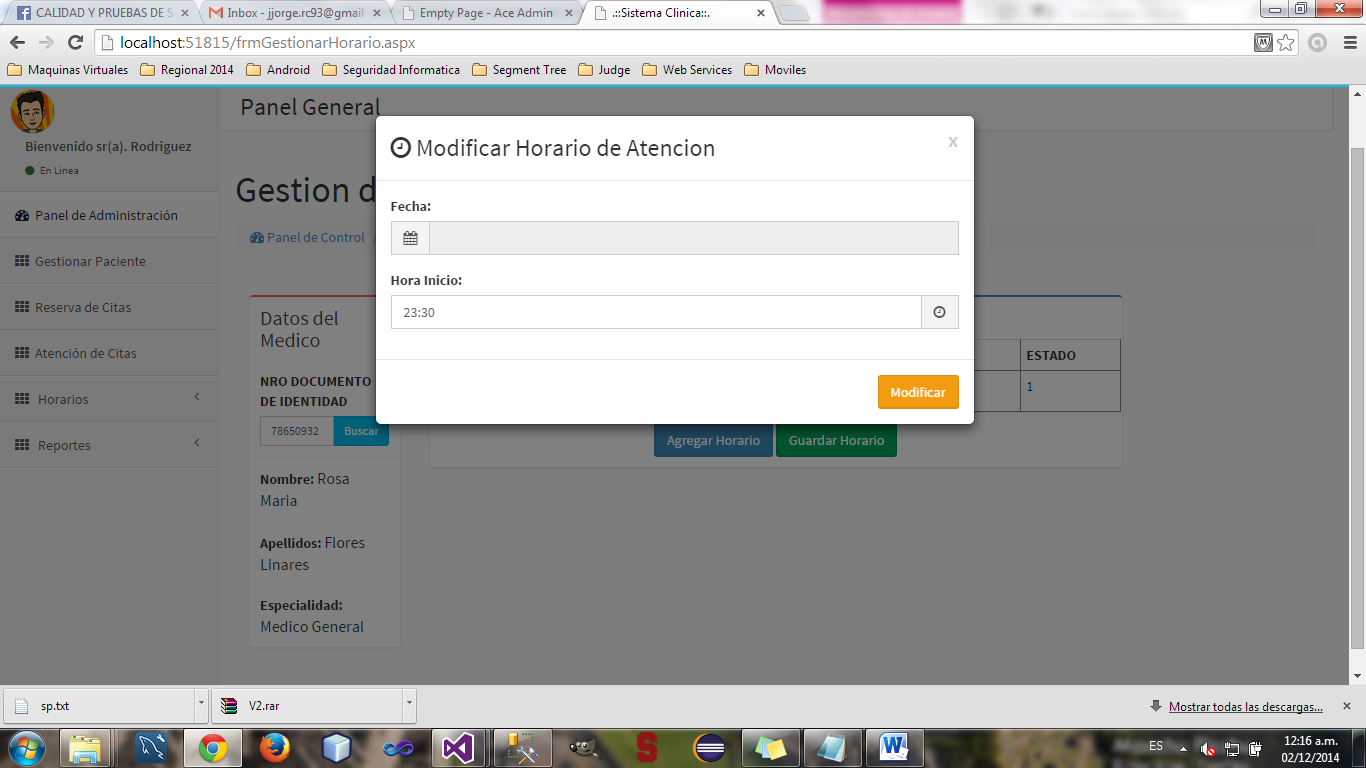 CALIDAD Y PRUEBAS DE S
Inbox - jjorge.rc93@gmail
Empty Page - Ace Admin
.::Sistema Clinica::.
localhost:51815/frmGestionarHorario.aspx
Maquinas Virtuales
Regional 2014
Android
Seguridad Informatica
Segment Tree
Judge
Web Services
Moviles
Bienvenido sr(a). Rodriguez
En Linea
Panel de Administración
Gestionar Paciente
Reserva de Citas
Atención de Citas
Horarios
Reportes
Panel General
Gestion d
Panel de Control
Modificar Horario de Atencion
x
Fecha:
Hora Inicio:
23:30
Modificar
Datos del
Medico
NRO DOCUMENTO
DE IDENTIDAD
78650932
Buscar
Nombre: Rosa
Maria
Apellidos: Flores
Linares
Especialidad:
Medico General
ESTADO
1
Agregar Horario
Guardar Horario
sp.txt
V2.rar
Mostrar todas las descargas...
ES
12:16 a.m.
02/12/2014